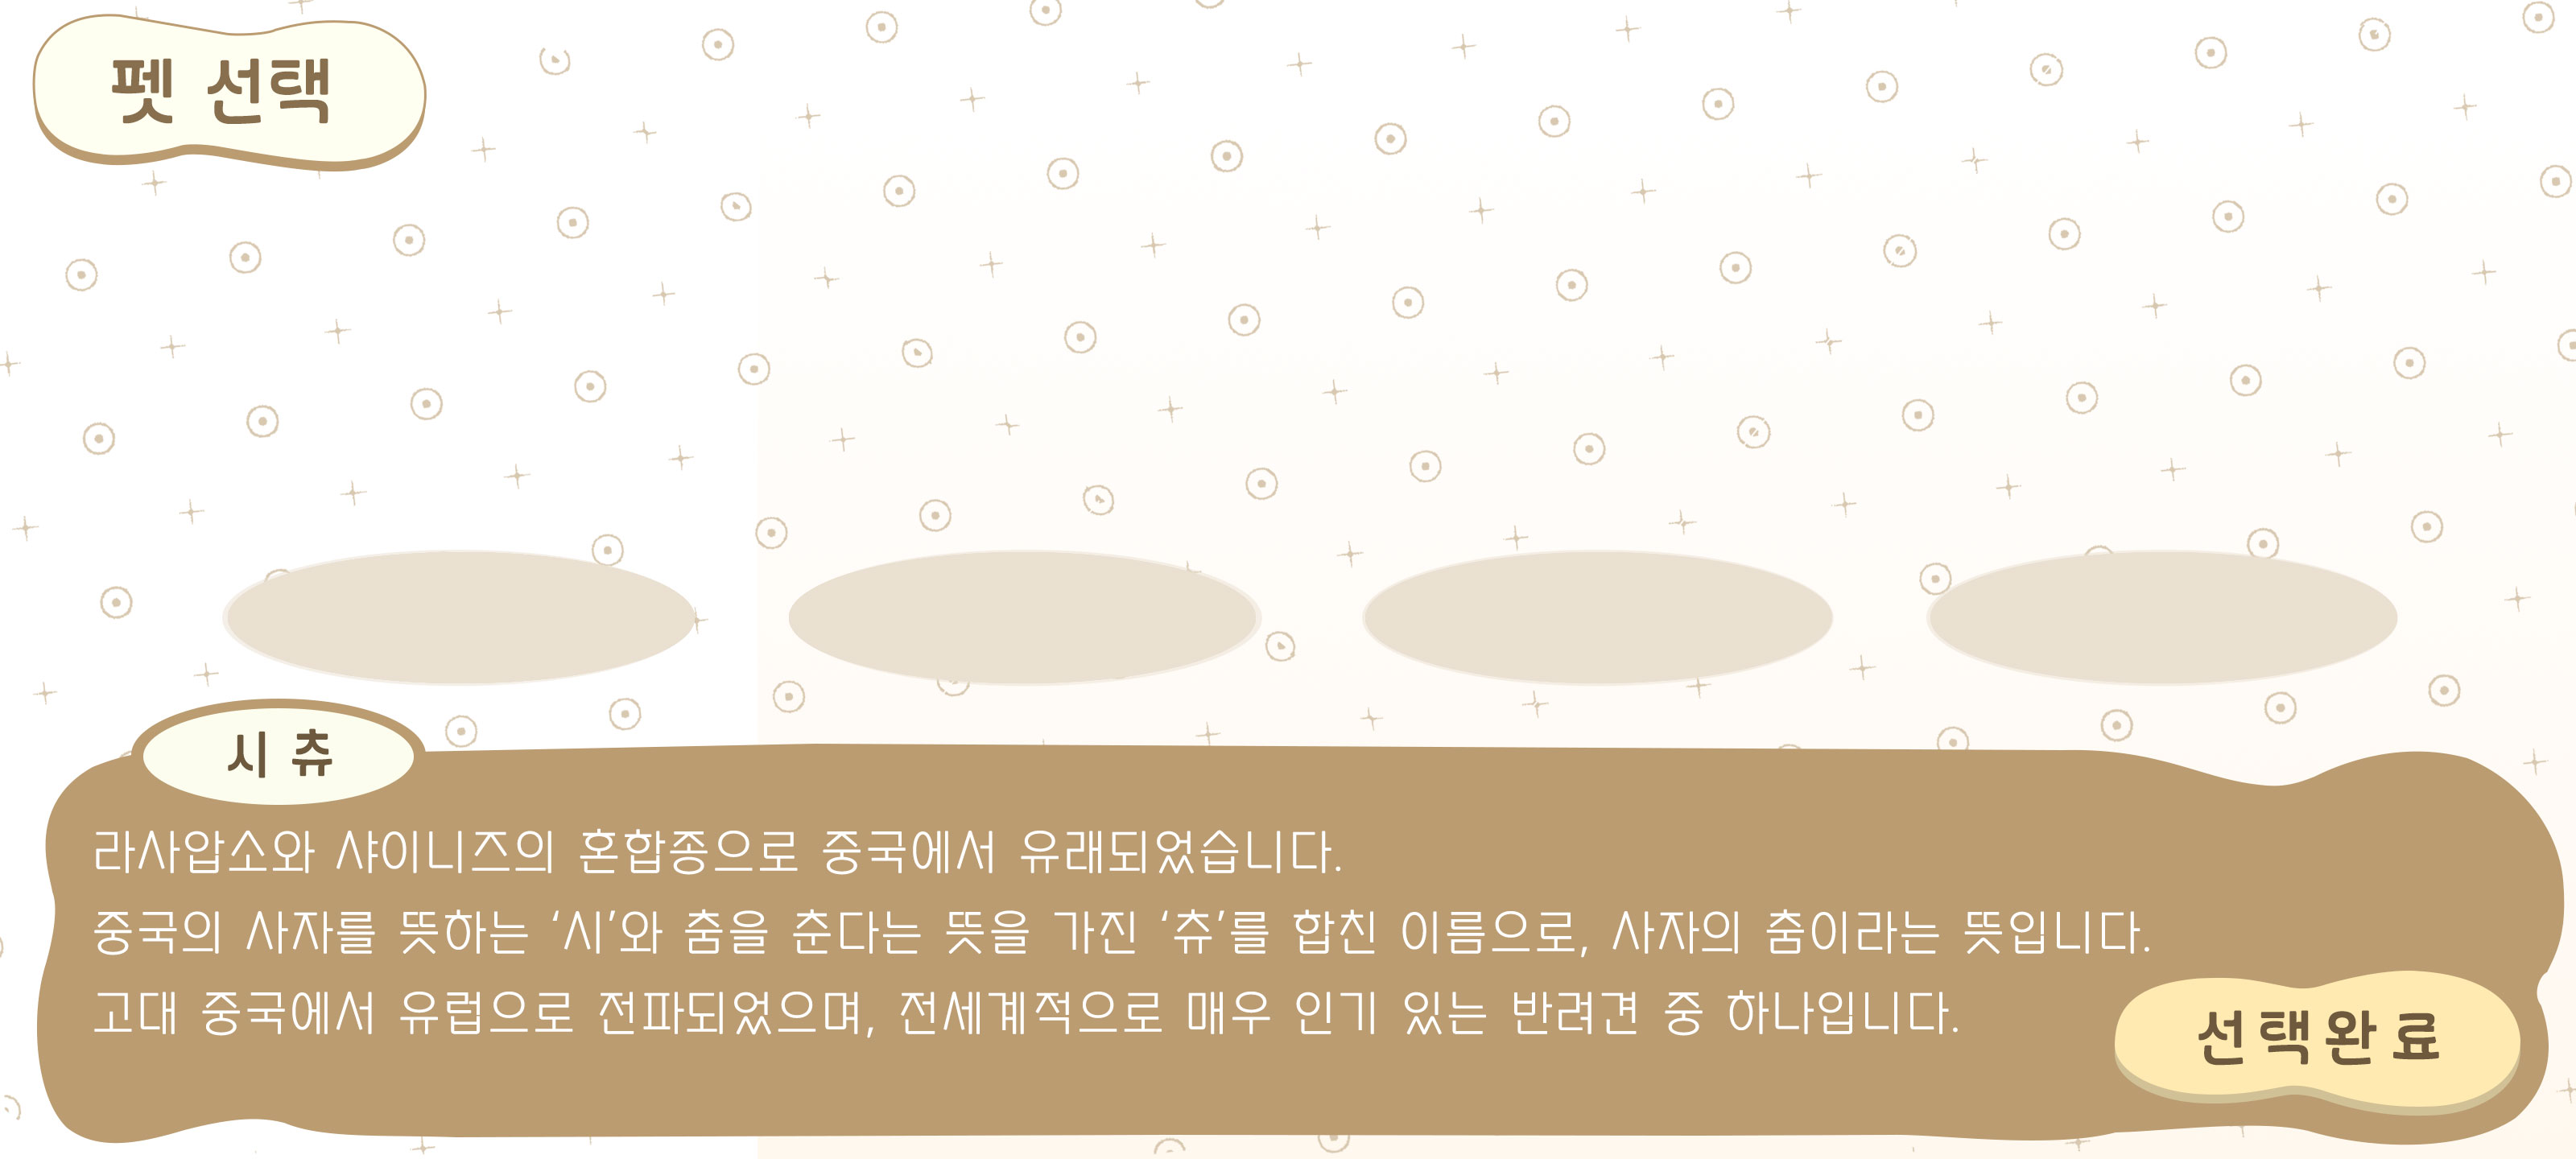 펫 선택
시 츄
라사압소와 샤이니즈의 혼합종으로 중국에서 유래되었습니다.
중국의 사자를 뜻하는 ‘시’와 춤을 춘다는 뜻을 가진 ‘츄’를 합친 이름으로, 사자의 춤이라는 뜻입니다.
고대 중국에서 유럽으로 전파되었으며, 전세계적으로 매우 인기 있는 반려견 중 하나입니다.
선택완료